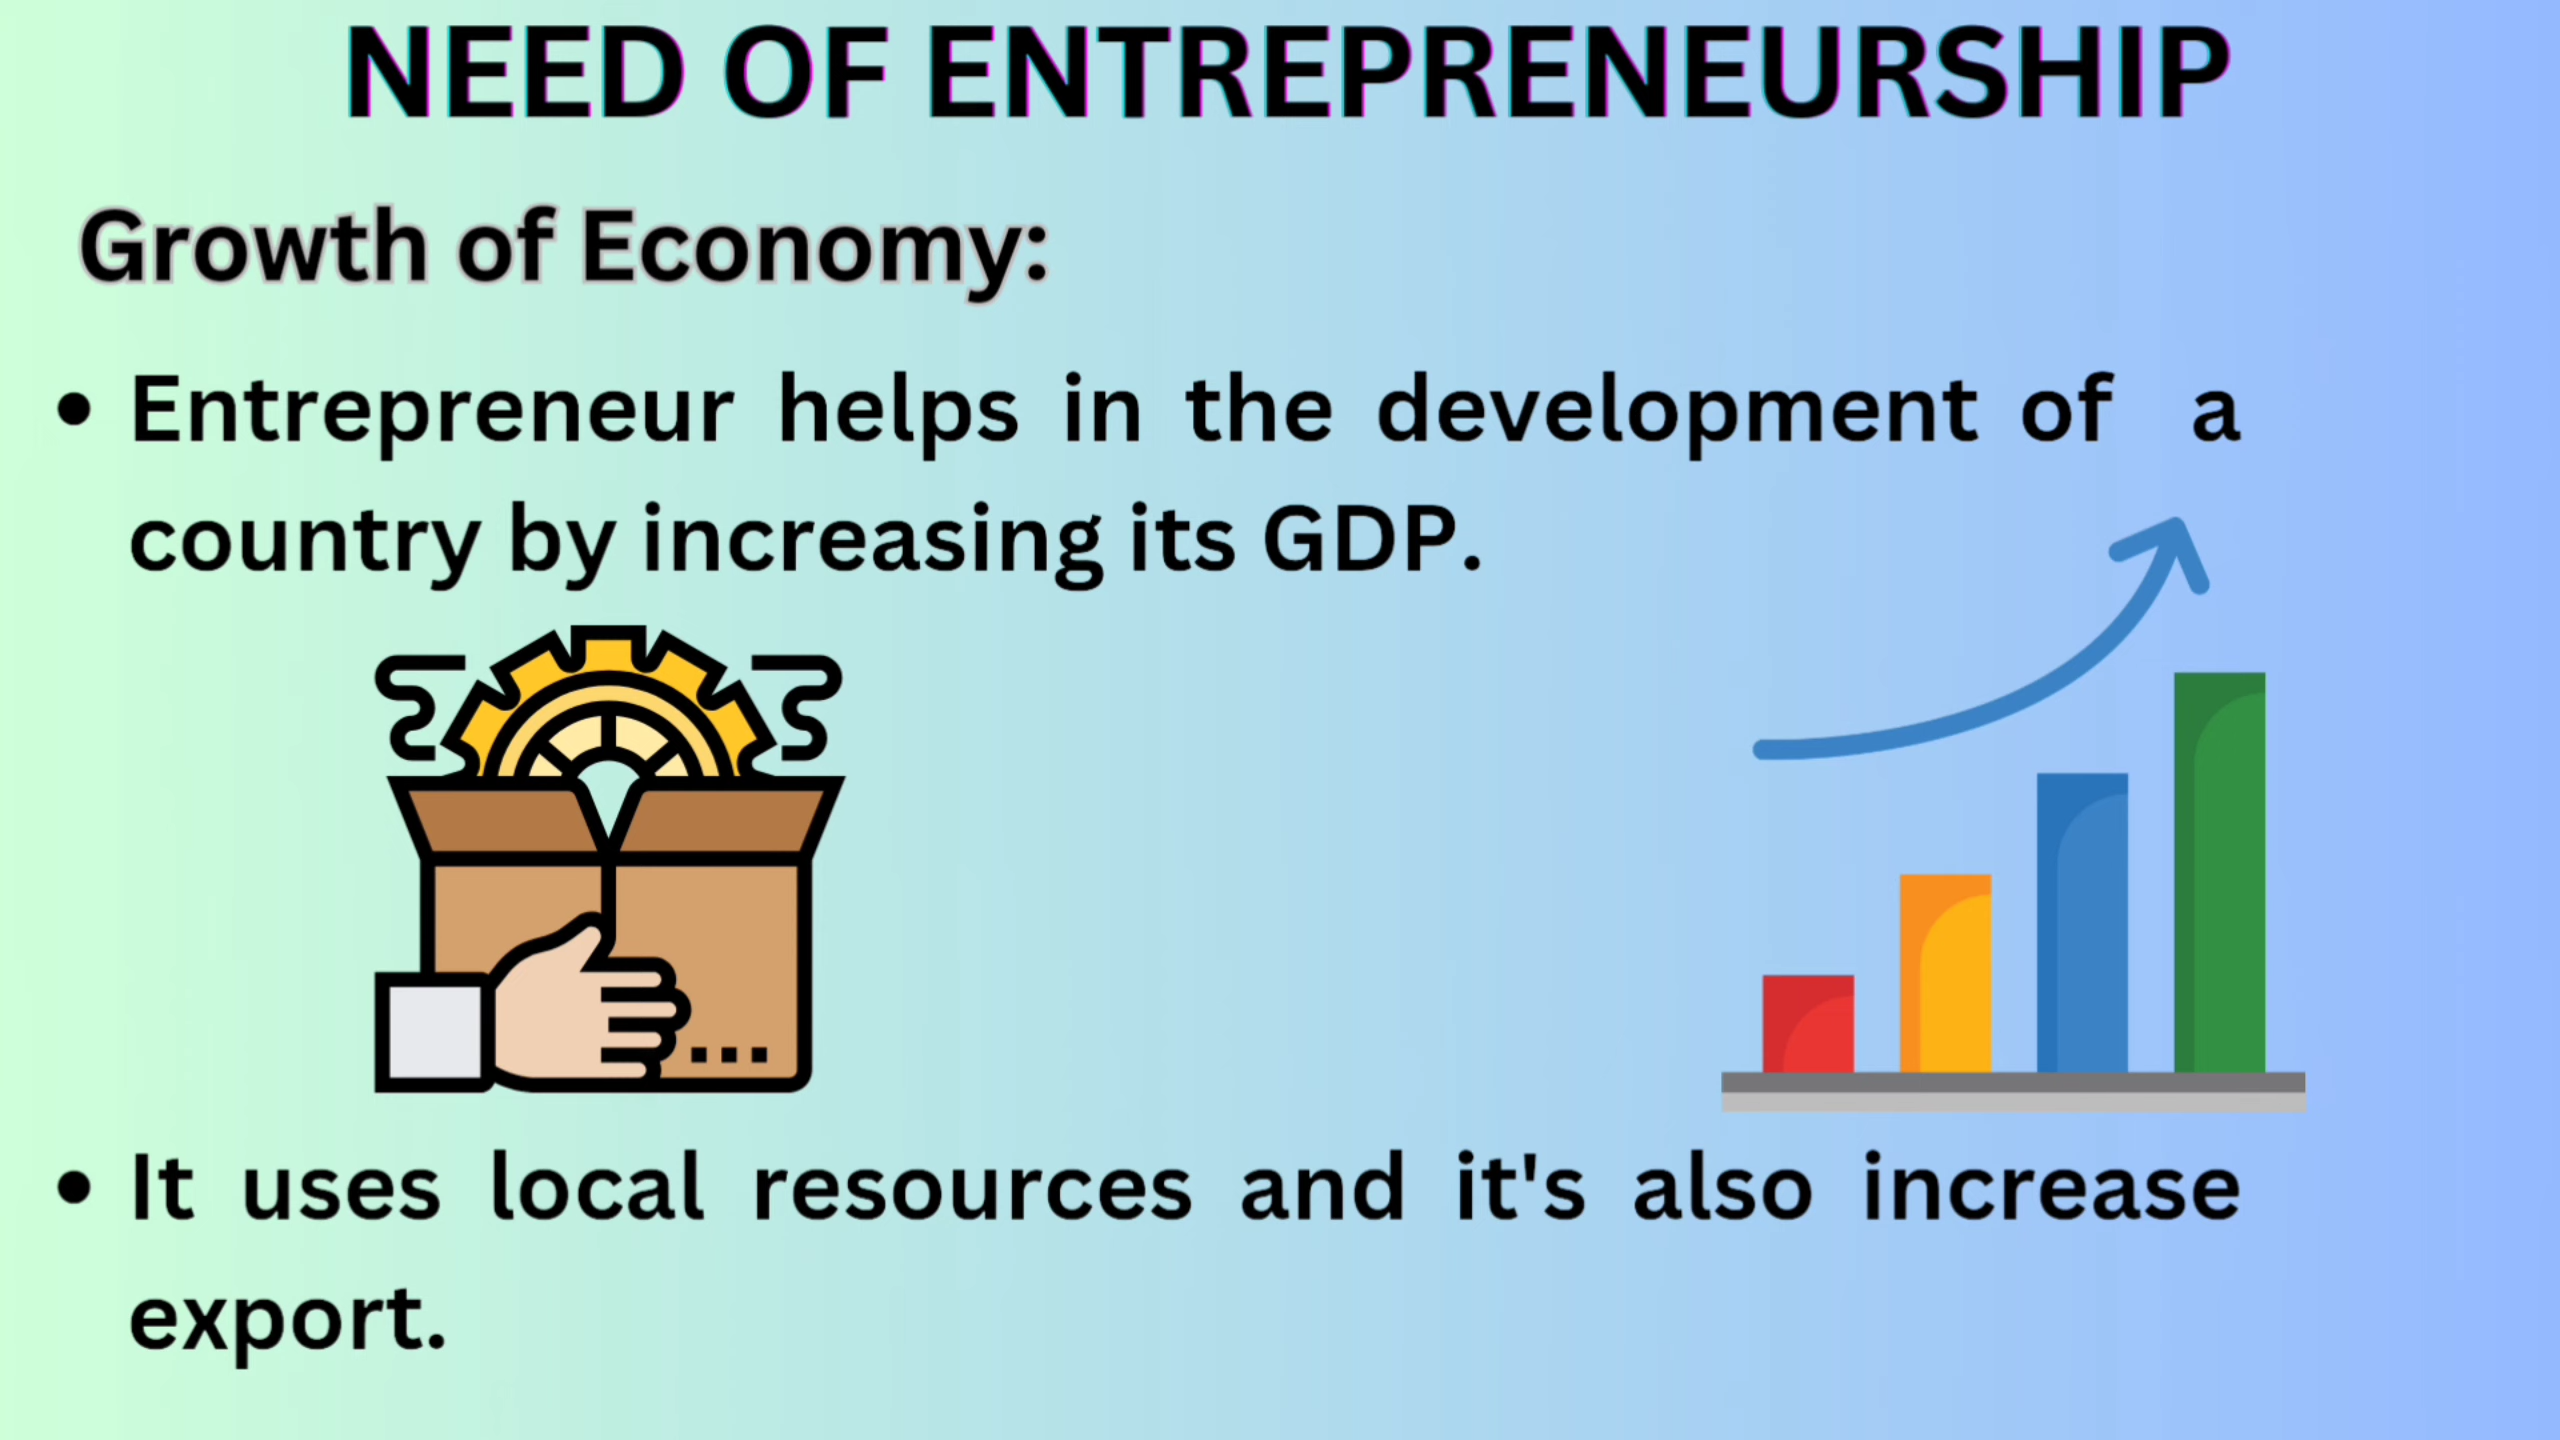 NEED OF ENTREPRENEURSHIP
Growth of Economy:
• Entrepreneur helps in the development of a
country by increasing its GDP.
• It uses local resources and it's also increase
export.